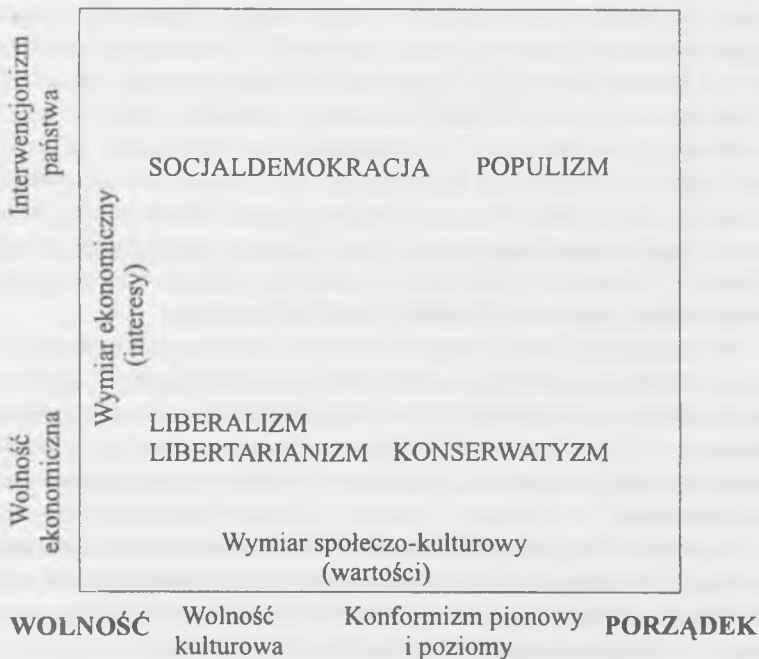 Interwencjonizm
państwa
SOCJALDEMOKRACJA POPULIZM
Wymiar ekonomiczny
(interesy)
LIBERALIZM
LIBERTARIANIZM KONSERWATYZM
Wolność
ekonomiczna
Wymiar społeczo-kulturowy
(wartości)
WOLNOŚĆ Wolność Konformizm pionowy PORZĄDEK
kulturowa i poziomy